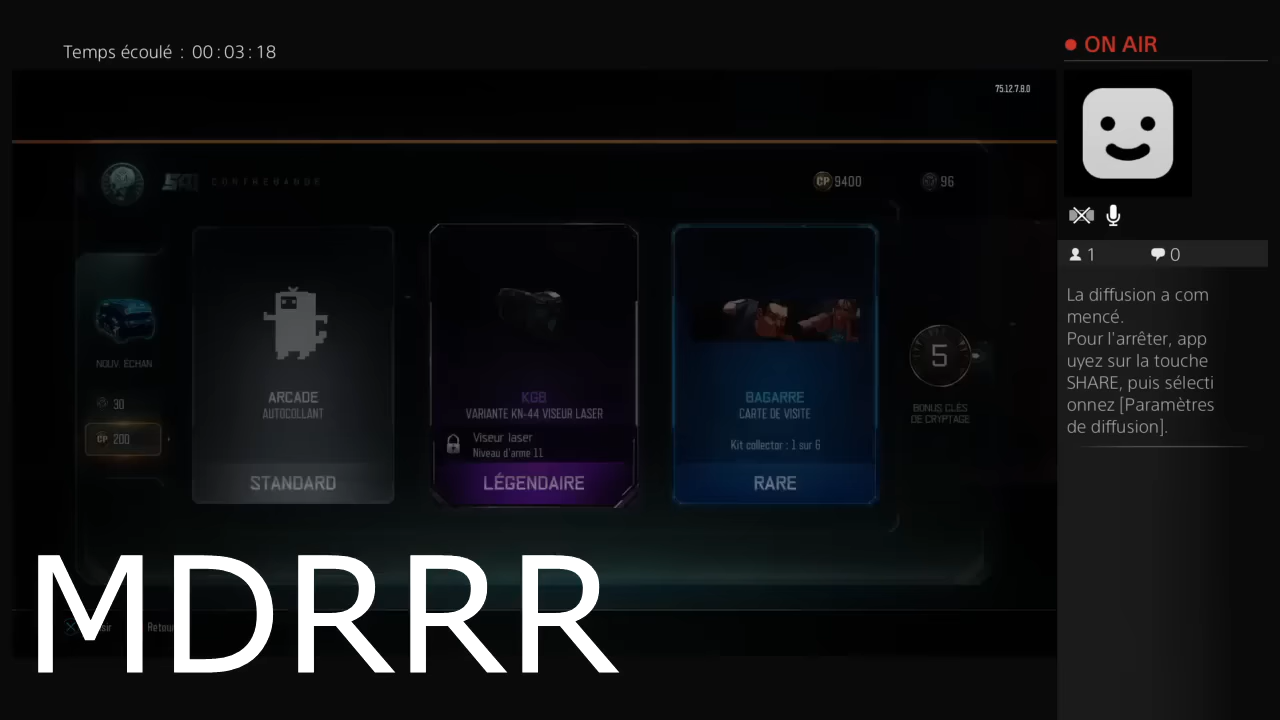 Temps écoulé : 00:03:18
ON AIR
75.12.7.8.0
CONTREBANDE
CP 9400
96
1
0
La diffusion a com
mencé.
Pour l'arrêter, app
uyez sur la touche
SHARE, puis sélecti
onnez [Paramètres
de diffusion].
NOUV. ÉCHAN
30
CP 200
ARCADE
AUTOCOLLANT
STANDARD
KGB
VARIANTE KN-44 VISEUR LASER
Viseur laser
Niveau d'arme 11
LÉGENDAIRE
BAGARRE
CARTE DE VISITE
Kit collector : 1 sur 6
RARE
5
BONUS CLÉS
DE CRYPTAGE
MDRRR